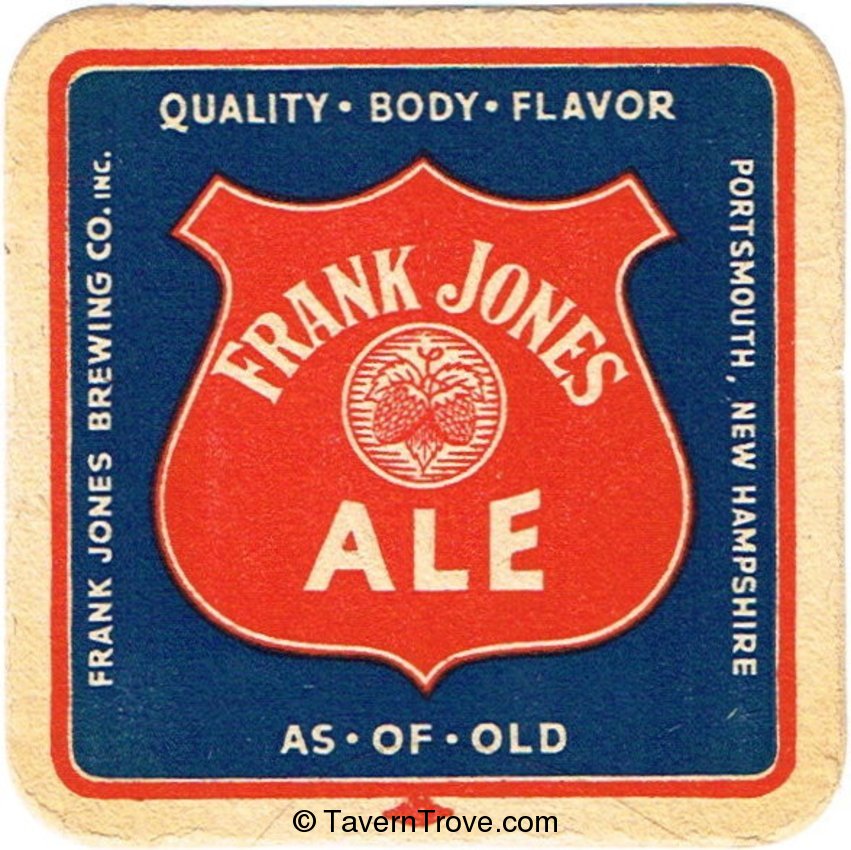 QUALITY • BODY • FLAVOR
FRANK JONES BREWING CO. INC.
PORTSMOUTH, NEW HAMPSHIRE
FRANK JONES
ALE
AS • OF • OLD
© TavernTrove.com